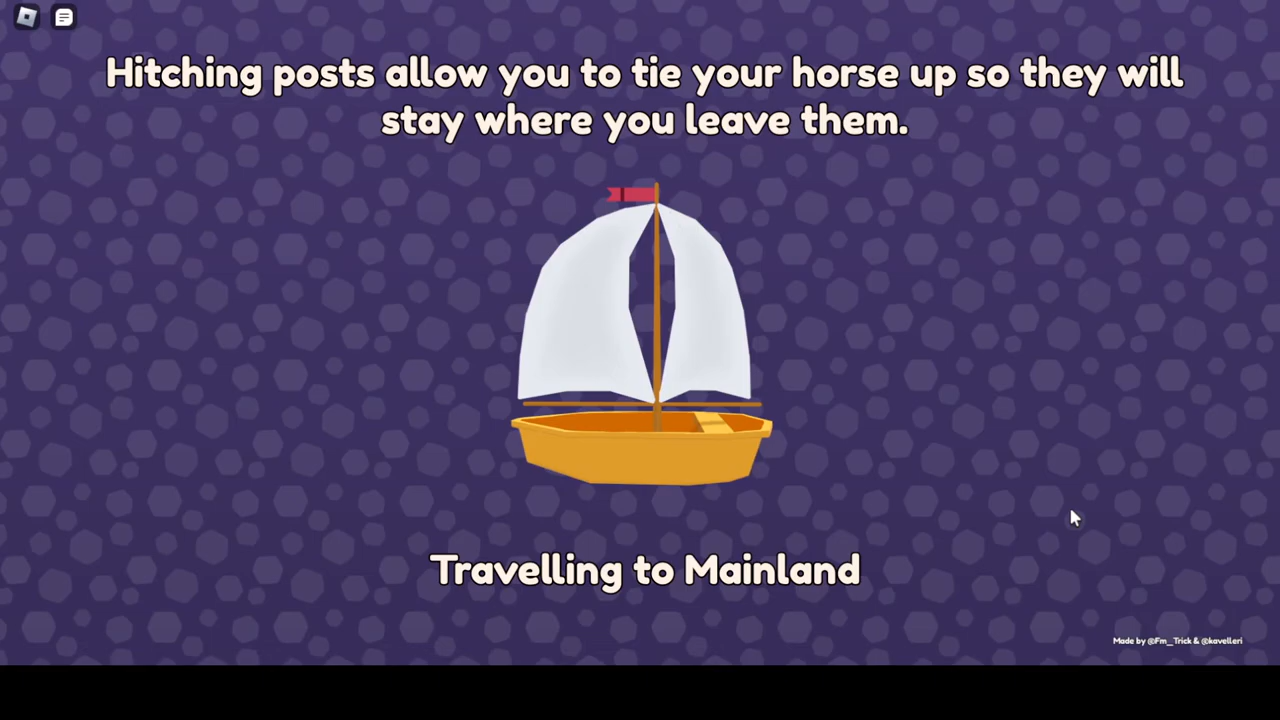 Hitching posts allow you to tie your horse up so they will
stay where you leave them.
Travelling to Mainland
Made by @Fm_Trick & @kavelleri